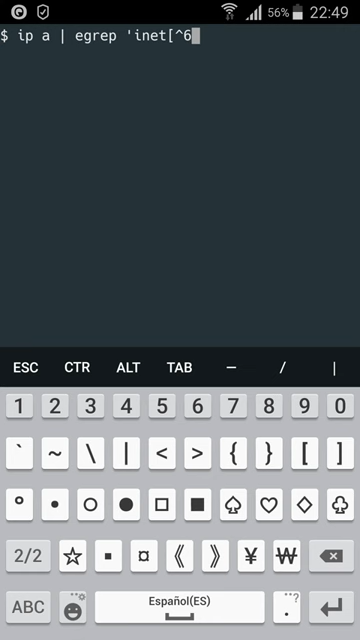 56% 22:49
$ ip a | egrep 'inet[^6
ESC CTR ALT TAB – / |
1 2 3 4 5 6 7 8 9 0
` ~ \ | < > { } [ ]
° • ○ ● □ ■ ♤ ♡ ◇ ♧
2/2 ☆ ▪ ¤ 《 》 ¥ ₩
ABC Español(ES) . ?